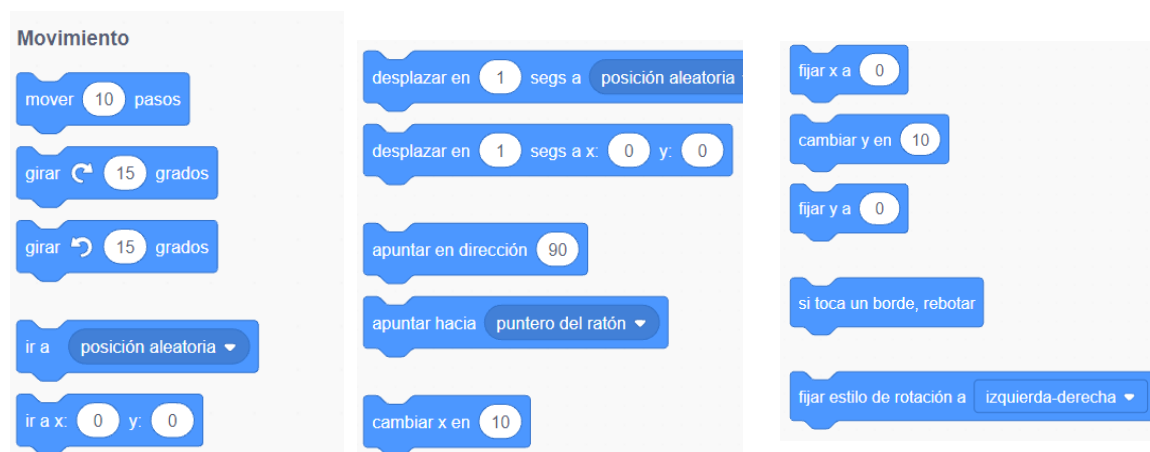 Movimiento
mover 10 pasos
girar 15 grados
girar 15 grados
ir a posición aleatoria
ir a x: 0 y: 0
desplazar en 1 segs a posición aleatoria
desplazar en 1 segs a x: 0 y: 0
apuntar en dirección 90
apuntar hacia puntero del ratón
cambiar x en 10
fijar x a 0
cambiar y en 10
fijar y a 0
si toca un borde, rebotar
fijar estilo de rotación a izquierda-derecha